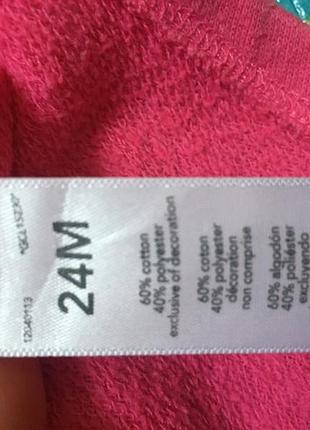 24M
60% cotton
40% polyester
exclusive of decoration
60% coton
40% polyester
décoration
non comprise
60% algodón
40% poliéster
excluyendo
12040113